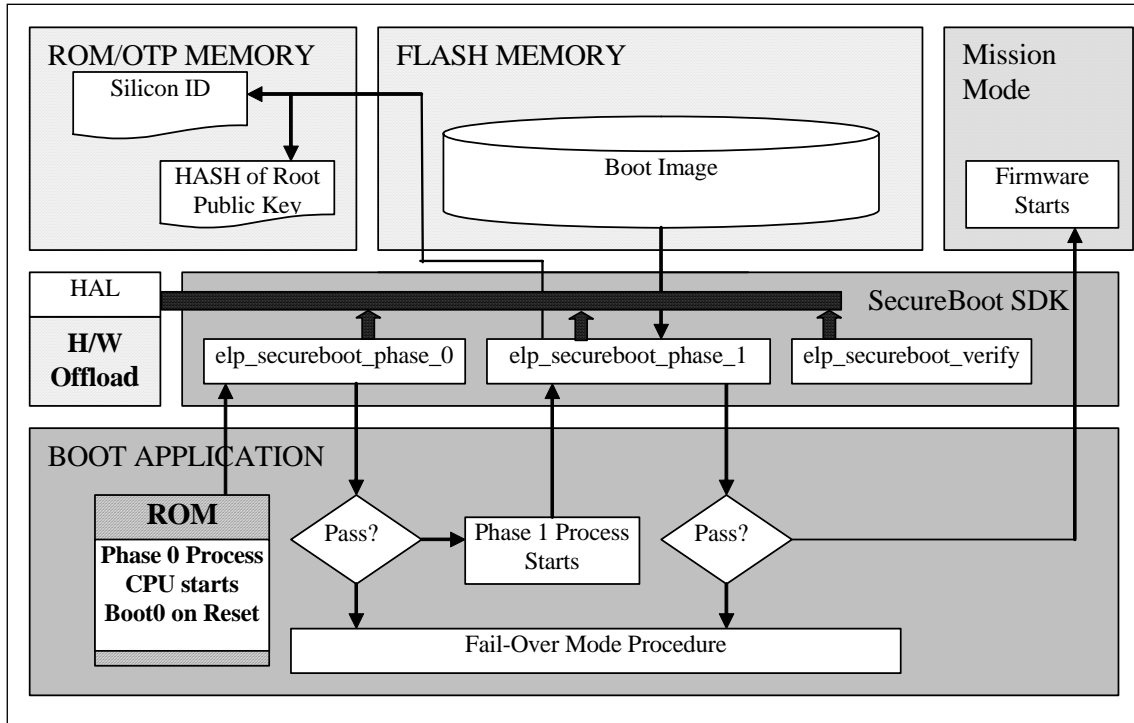 ROM/OTP MEMORY
Silicon ID
HASH of Root
Public Key
FLASH MEMORY
Boot Image
Mission
Mode
Firmware
Starts
HAL
H/W
Offload
SecureBoot SDK
elp_secureboot_phase_0
elp_secureboot_phase_1
elp_secureboot_verify
BOOT APPLICATION
ROM
Phase 0 Process
CPU starts
Boot0 on Reset
Pass?
Phase 1 Process
Starts
Pass?
Fail-Over Mode Procedure